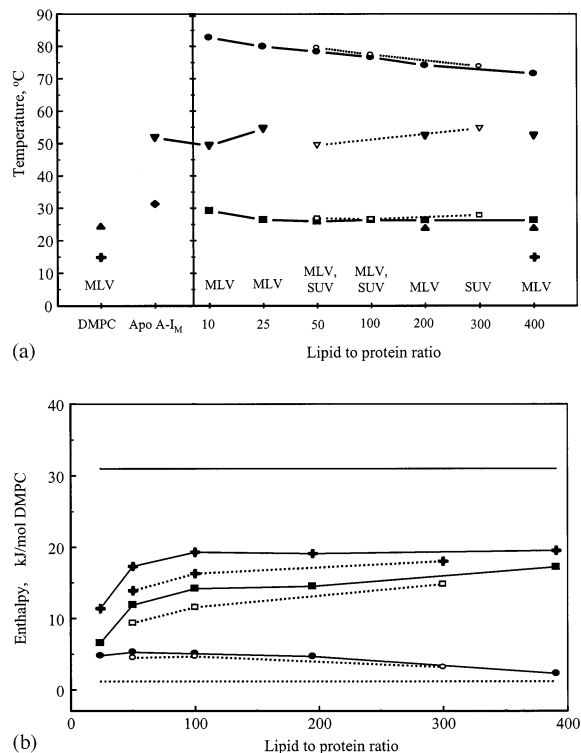 90
80
70
60
50
40
30
20
10
0
Temperature, °C
MLV
MLV
MLV
MLV, SUV
MLV, SUV
MLV
SUV
MLV
DMPC
Apo A-I_M
10
25
50
100
200
300
400
(a)
Lipid to protein ratio
40
30
20
10
0
Enthalpy, kJ/mol DMPC
0
100
200
300
400
(b)
Lipid to protein ratio